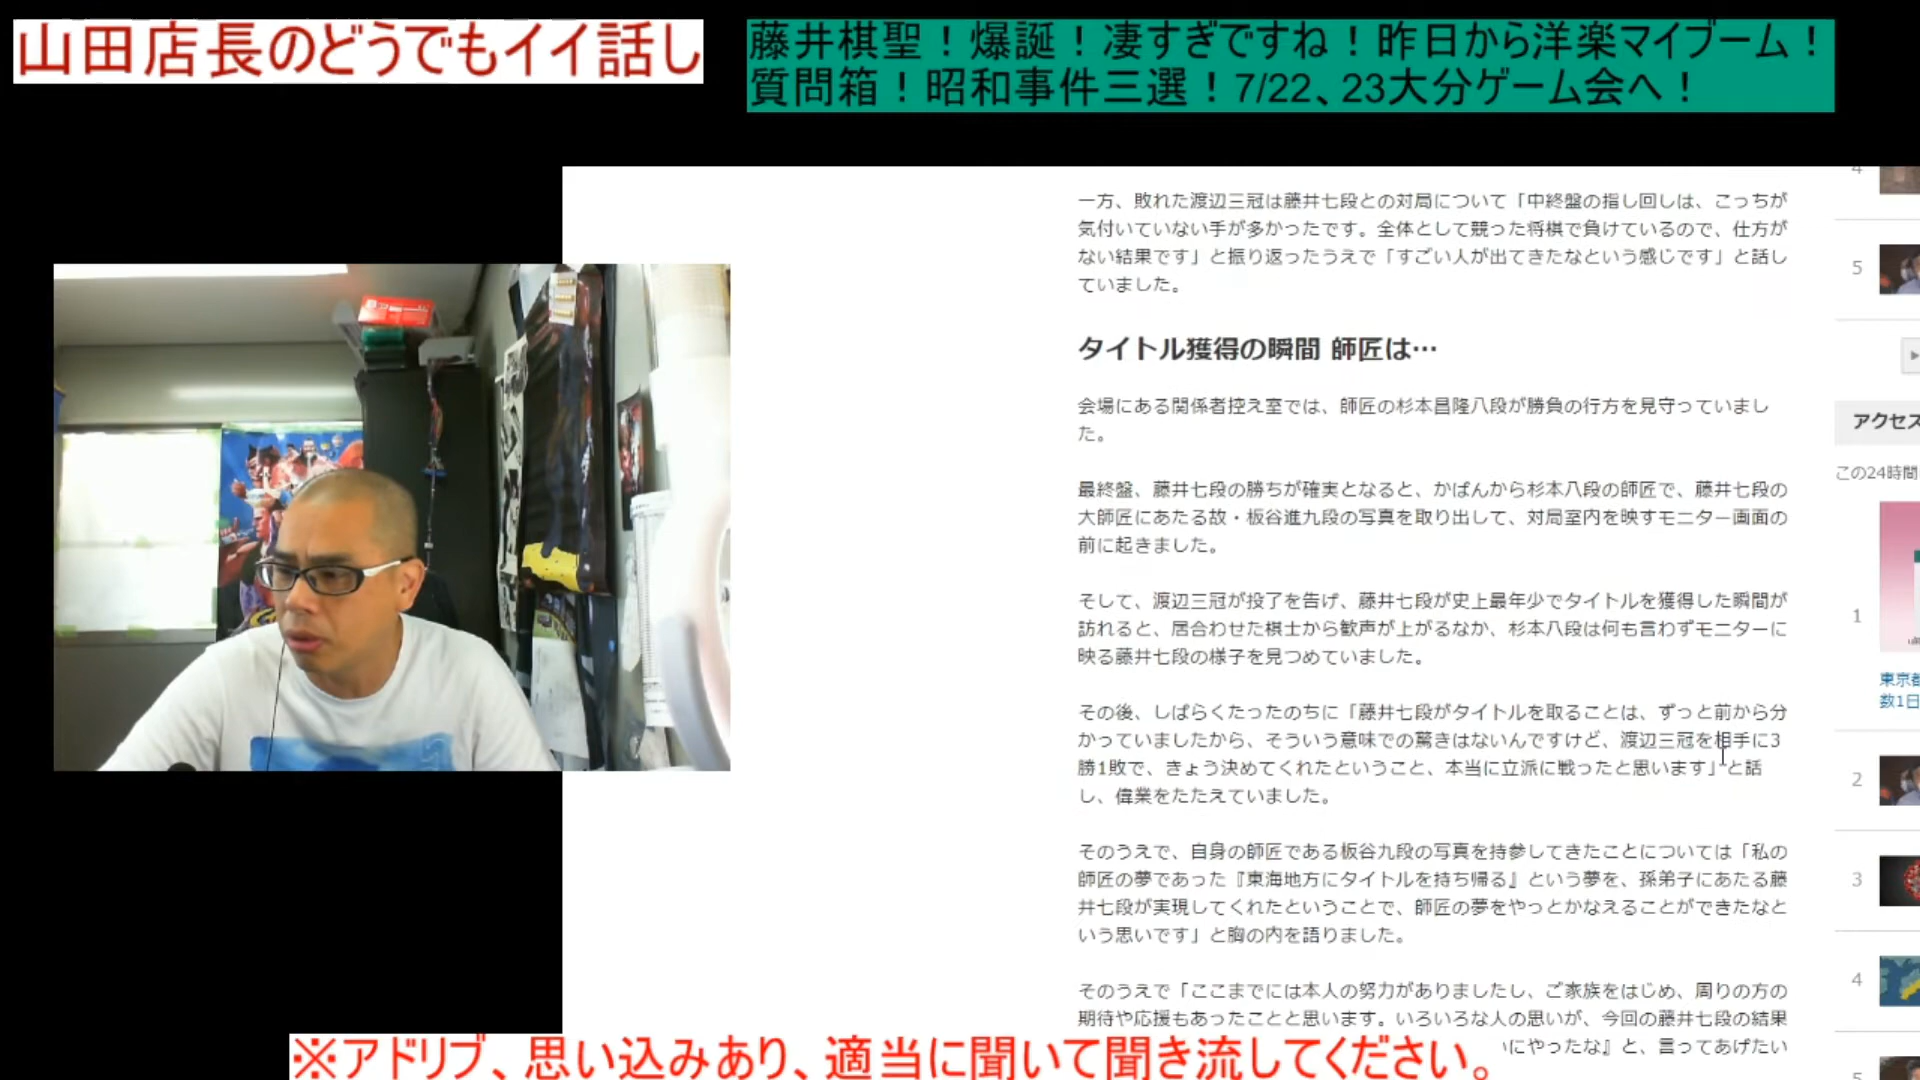 山田店長のどうでもイイ話し
藤井棋聖！爆誕！凄すぎですね！昨日から洋楽マイブーム！
質問箱！昭和事件三選！7/22、23大分ゲーム会へ！
一方、敗れた渡辺三冠は藤井七段との対局について「中終盤の指し回しは、こっちが
気付いていない手が多かったです。全体として競った将棋で負けているので、仕方が
ない結果です」と振り返ったうえで「すごい人が出てきたなという感じです」と話し
ていました。
タイトル獲得の瞬間 師匠は…
会場にある関係者控え室では、師匠の杉本昌隆八段が勝負の行方を見守っていまし
た。
最終盤、藤井七段の勝ちが確実となると、かばんから杉本八段の師匠で、藤井七段の
大師匠にあたる故・板谷進九段の写真を取り出して、対局室内を映すモニター画面の
前に起きました。
そして、渡辺三冠が投了を告げ、藤井七段が史上最年少でタイトルを獲得した瞬間が
訪れると、居合わせた棋士から歓声が上がるなか、杉本八段は何も言わずモニターに
映る藤井七段の様子を見つめていました。
その後、しばらくたったのちに「藤井七段がタイトルを取ることは、ずっと前から分
かっていましたから、そういう意味での驚きはないんですけど、渡辺三冠を相手に3
勝1敗で、きょう決めてくれたということ、本当に立派に戦ったと思います」と話
し、偉業をたたえていました。
そのうえで、自身の師匠である板谷九段の写真を持参してきたことについては「私の
師匠の夢であった『東海地方にタイトルを持ち帰る』という夢を、孫弟子にあたる藤
井七段が実現してくれたということで、師匠の夢をやっとかなえることができたなと
いう思いです」と胸の内を語りました。
そのうえで「ここまでには本人の努力がありましたし、ご家族をはじめ、周りの方の
期待や応援もあったことと思います。いろいろな人の思いが、今回の藤井七段の結果
にやったな』と、言ってあげたい
4
5
アクセス
この24時間
1
東京都
数1日
2
3
4
5
※アドリブ、思い込みあり、適当に聞いて聞き流してください。